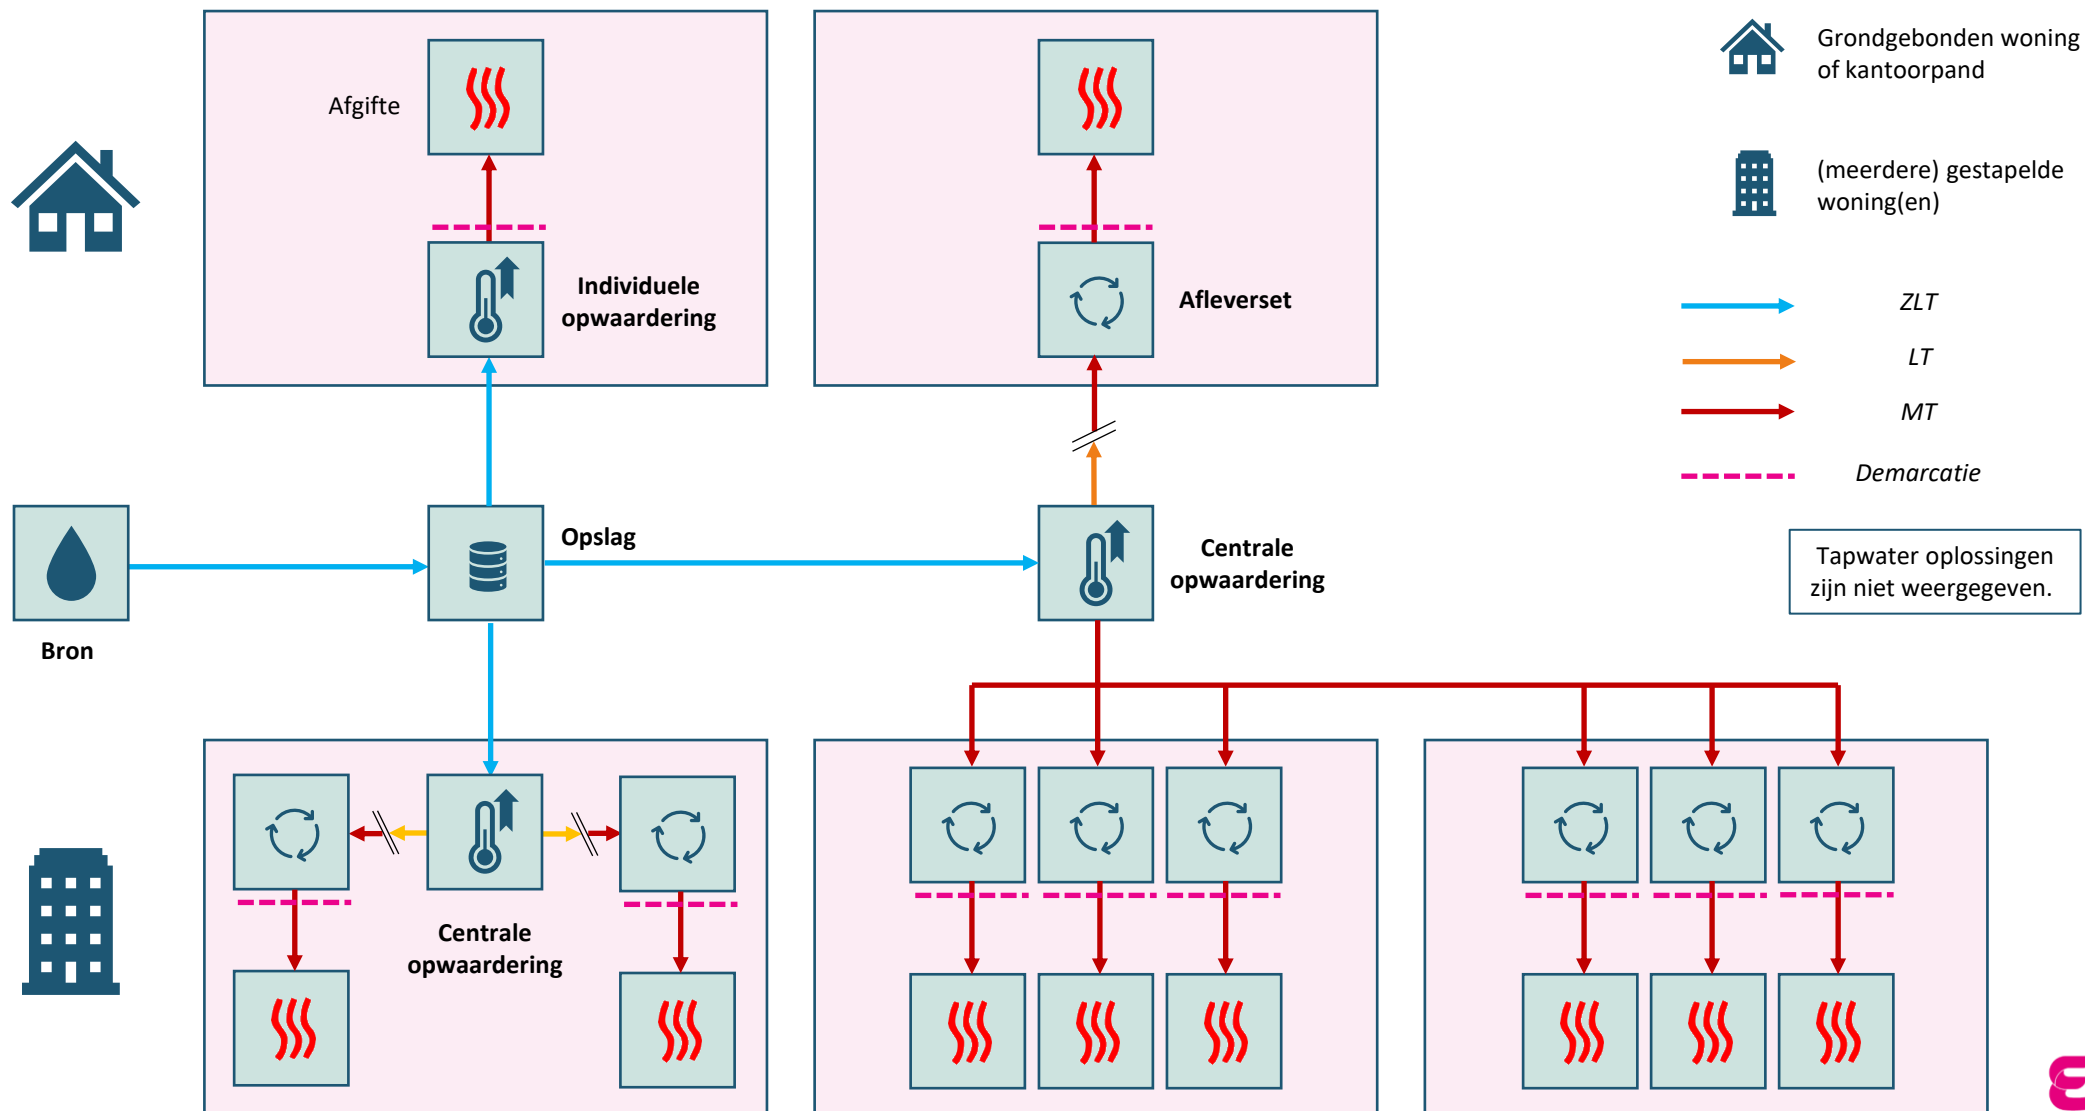 Afgifte
Individuele
opwaardering
Afleverset
Grondgebonden woning
of kantoorpand
(meerdere) gestapelde
woning(en)
ZLT
LT
MT
Demarcatie
Tapwater oplossingen
zijn niet weergegeven.
Bron
Opslag
Centrale
opwaardering
Centrale
opwaardering